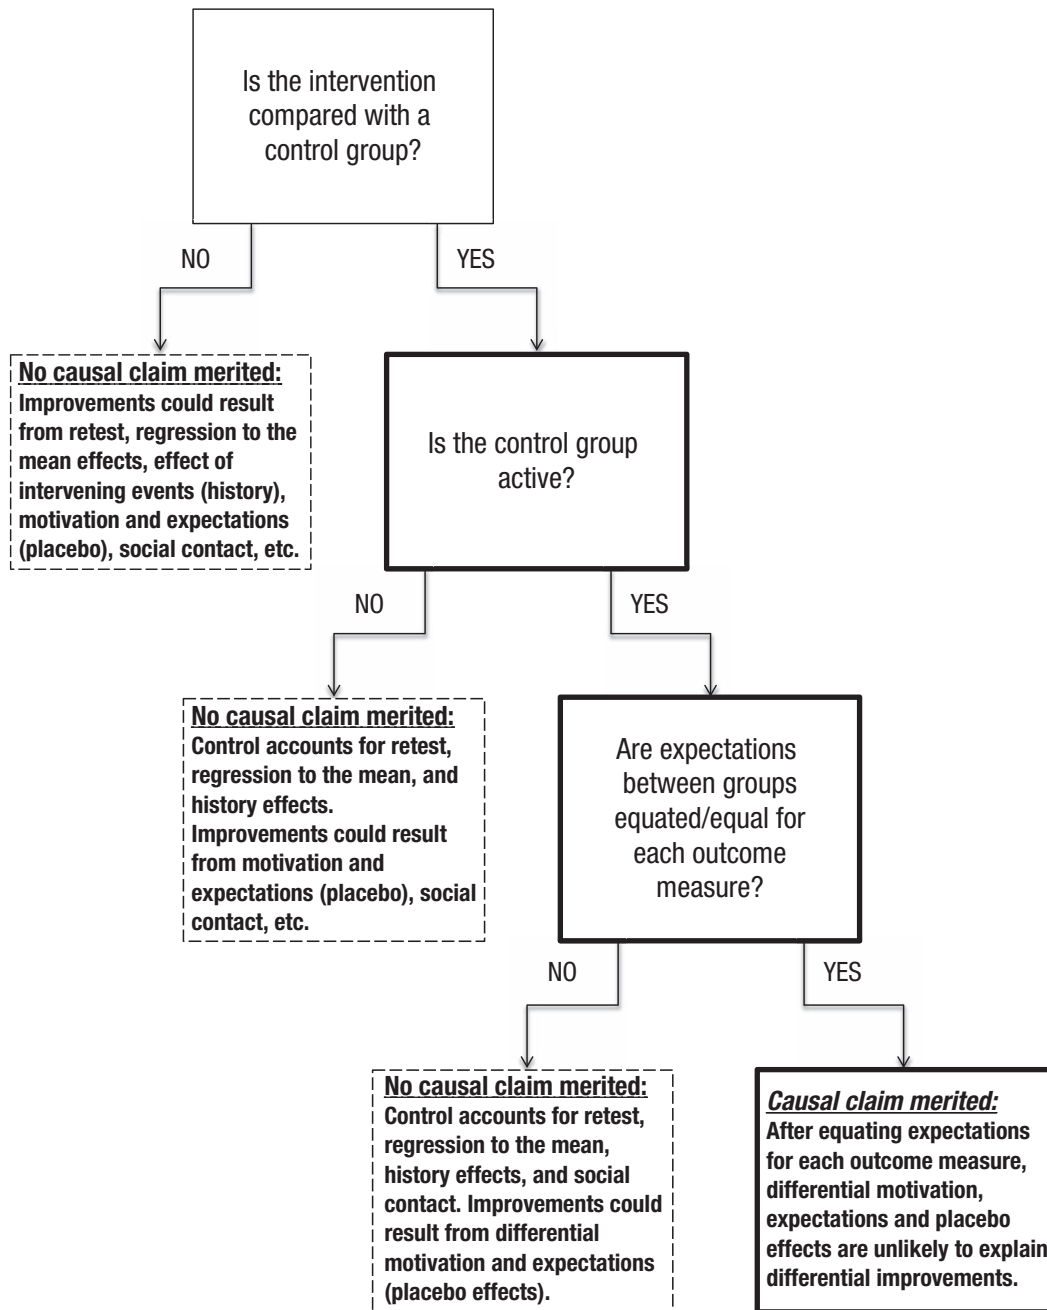 Is the intervention
compared with a
control group?
NO
YES
No causal claim merited:
Improvements could result
from retest, regression to the
mean effects, effect of
intervening events (history),
motivation and expectations
(placebo), social contact, etc.
Is the control group
active?
NO
YES
No causal claim merited:
Control accounts for retest,
regression to the mean, and
history effects.
Improvements could result
from motivation and
expectations (placebo), social
contact, etc.
Are expectations
between groups
equated/equal for
each outcome
measure?
NO
YES
No causal claim merited:
Control accounts for retest,
regression to the mean,
history effects, and social
contact. Improvements could
result from differential
motivation and expectations
(placebo effects).
Causal claim merited:
After equating expectations
for each outcome measure,
differential motivation,
expectations and placebo
effects are unlikely to explain
differential improvements.